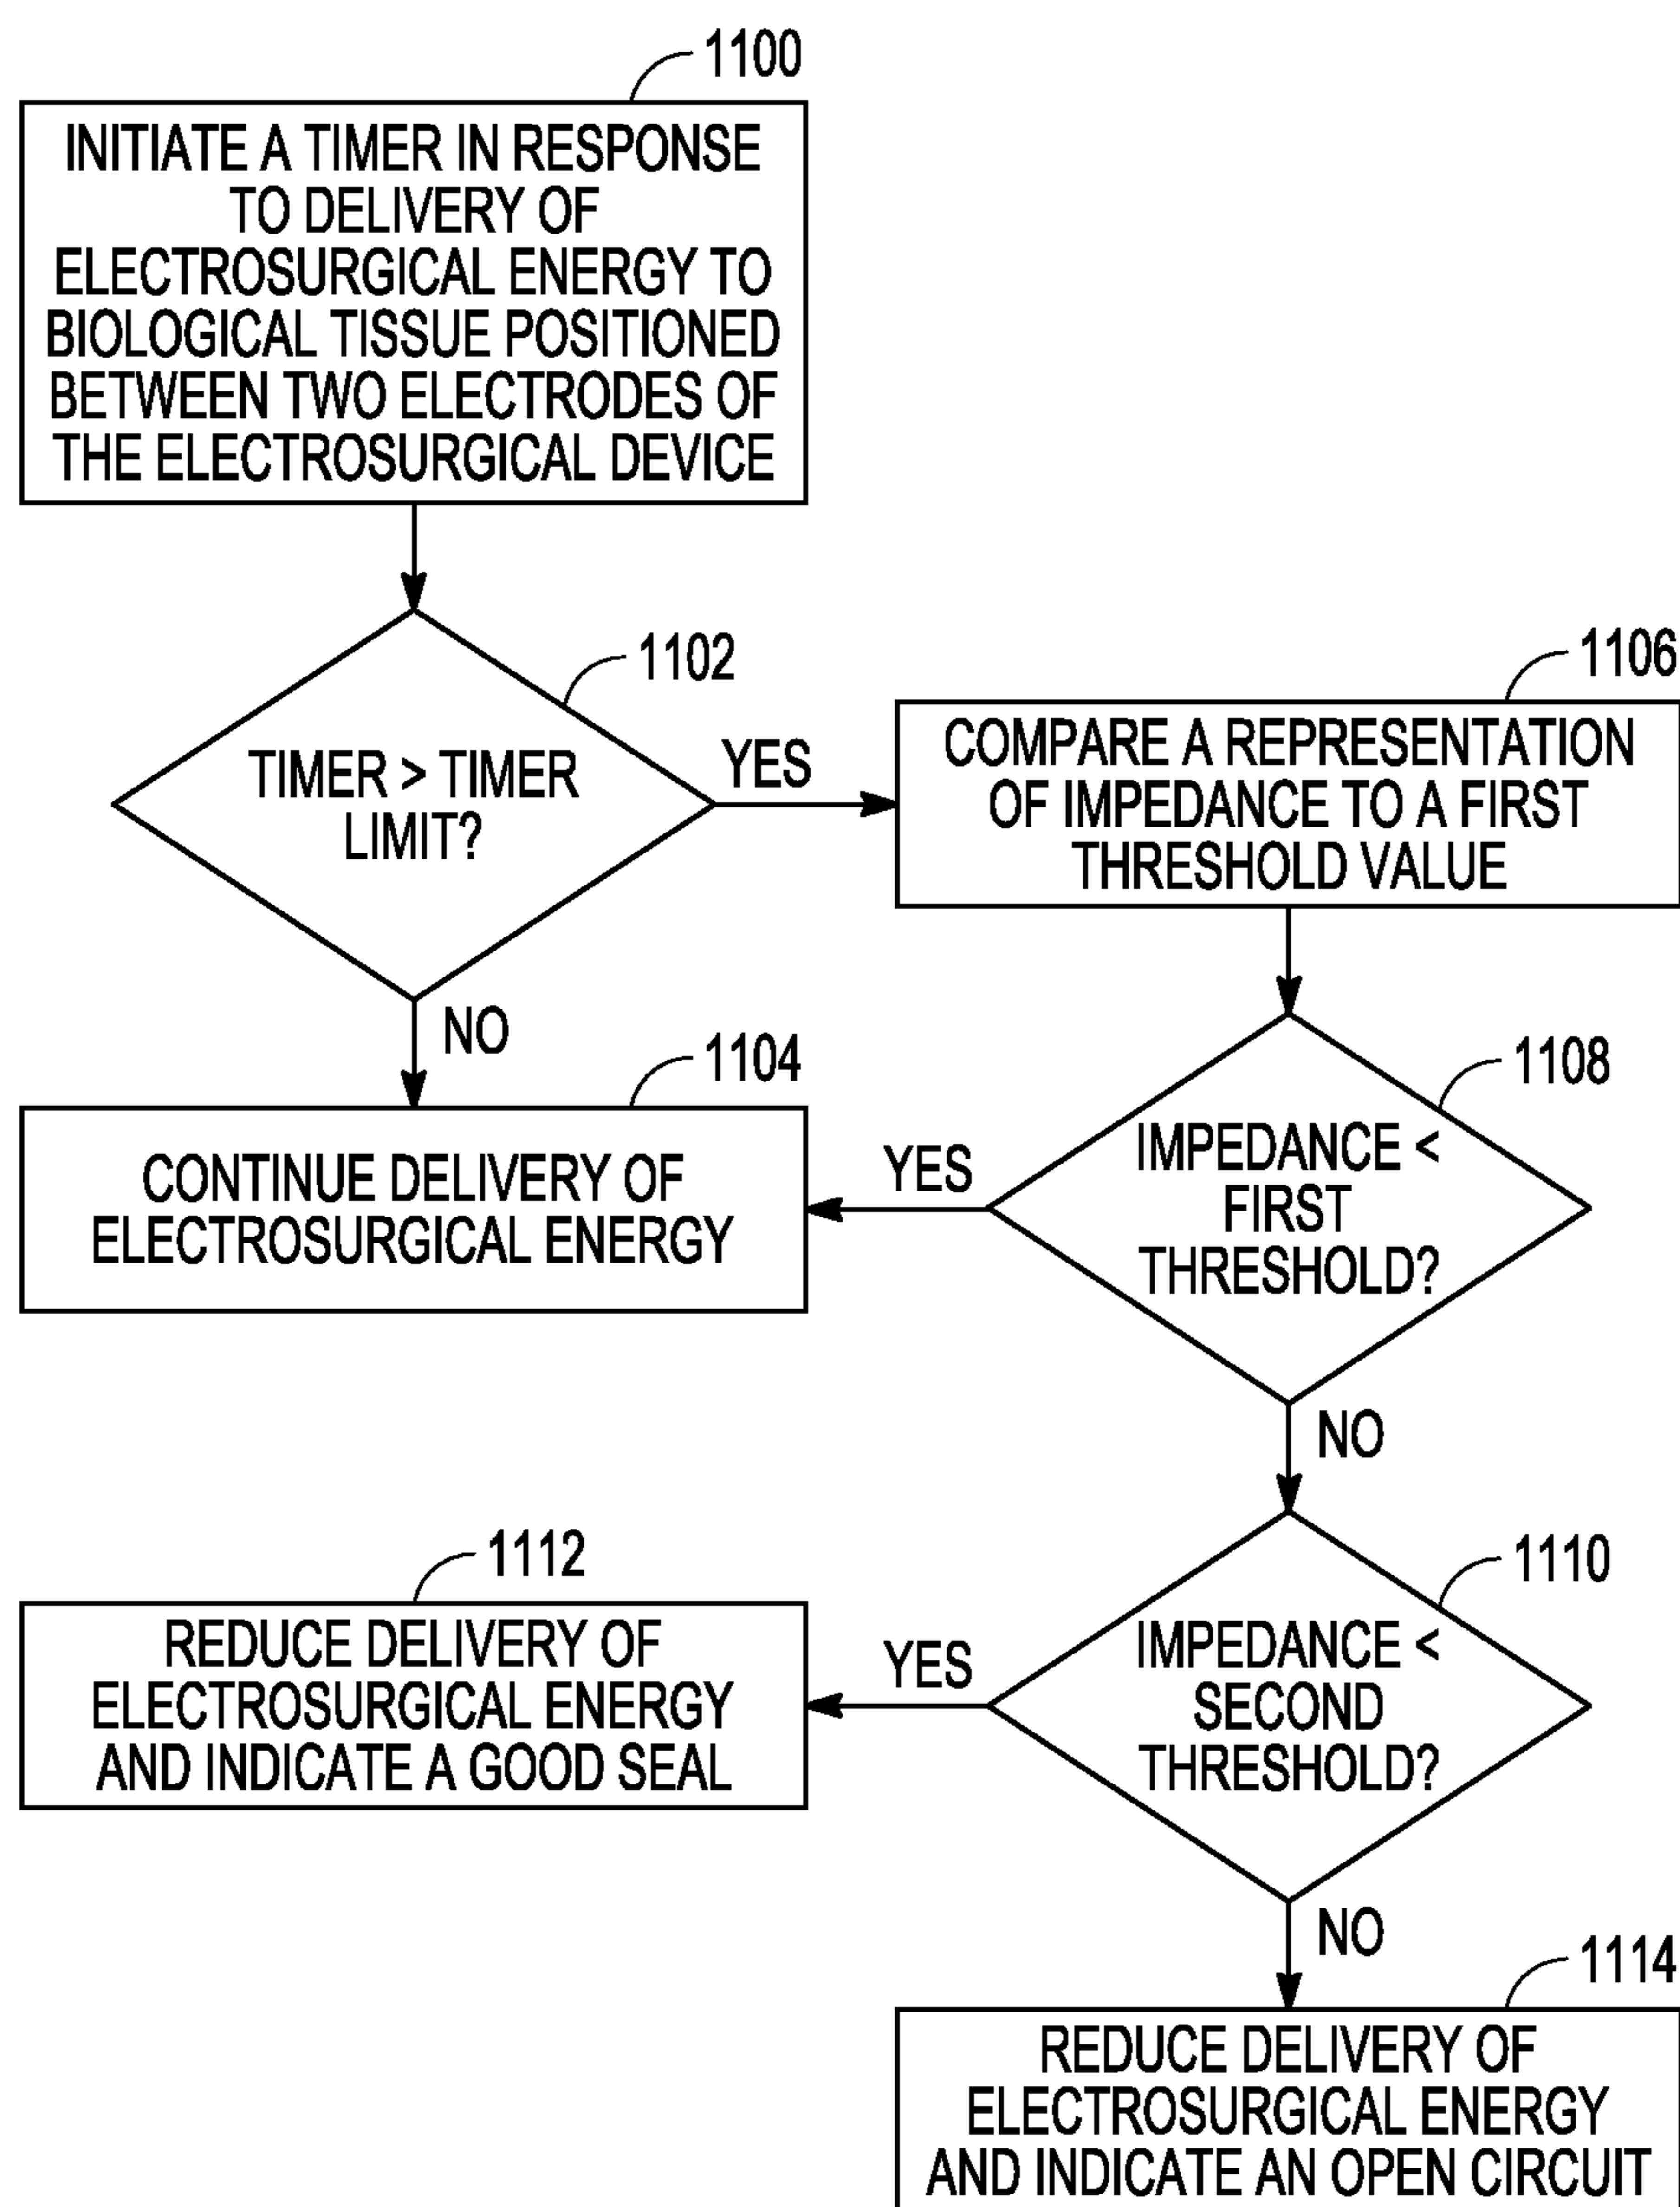 1100
INITIATE A TIMER IN RESPONSE
TO DELIVERY OF
ELECTROSURGICAL ENERGY TO
BIOLOGICAL TISSUE POSITIONED
BETWEEN TWO ELECTRODES OF
THE ELECTROSURGICAL DEVICE
1102
TIMER > TIMER
LIMIT?
YES
NO
1106
COMPARE A REPRESENTATION
OF IMPEDANCE TO A FIRST
THRESHOLD VALUE
1104
CONTINUE DELIVERY OF
ELECTROSURGICAL ENERGY
1108
IMPEDANCE <
FIRST
THRESHOLD?
YES
NO
1110
IMPEDANCE <
SECOND
THRESHOLD?
YES
NO
1112
REDUCE DELIVERY OF
ELECTROSURGICAL ENERGY
AND INDICATE A GOOD SEAL
1114
REDUCE DELIVERY OF
ELECTROSURGICAL ENERGY
AND INDICATE AN OPEN CIRCUIT